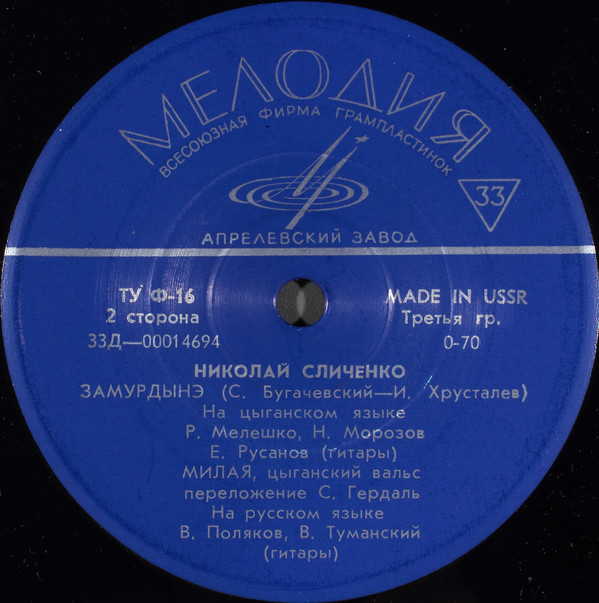 МЕЛОДИЯ
ВСЕСОЮЗНАЯ ФИРМА ГРАМПЛАСТИНОК
33
АПРЕЛЕВСКИЙ ЗАВОД
ТУ Ф-16
2 сторона
33Д—00014694
MADE IN USSR
Третья гр.
0-70
НИКОЛАЙ СЛИЧЕНКО
ЗАМУРДЫНЭ (С. Бугачевский—И. Хрусталев)
На цыганском языке
Р. Мелешко, Н. Морозов
Е. Русанов (гитары)
МИЛАЯ, цыганский вальс
переложение С. Гердаль
На русском языке
В. Поляков, В. Туманский
(гитары)